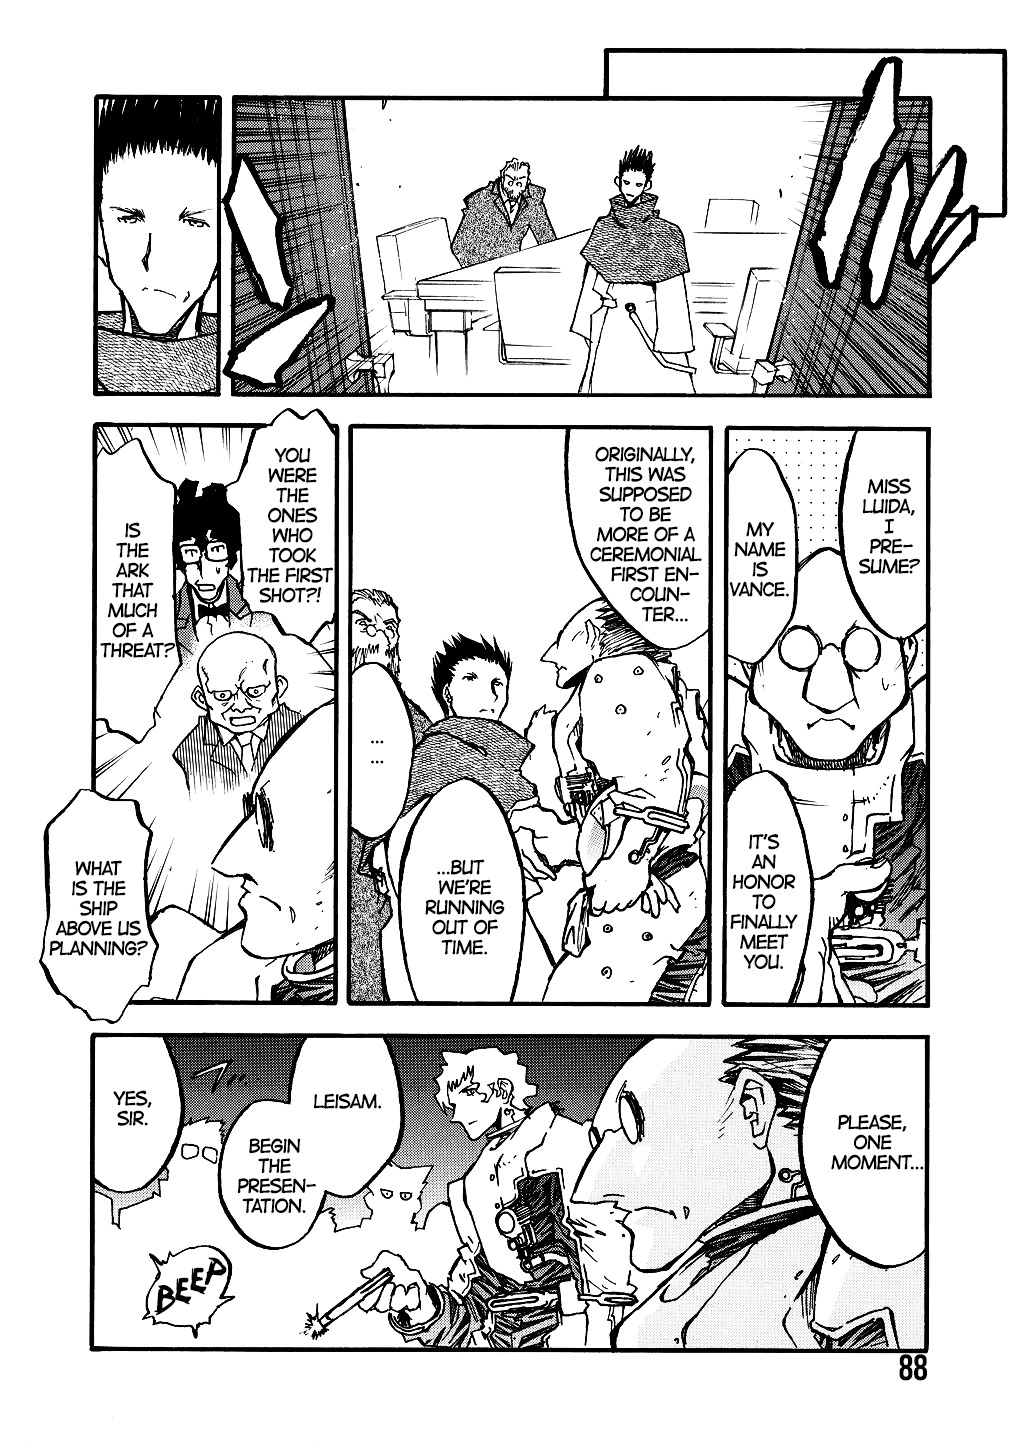 MISS
LUIDA,
I
PRE-
SUME?
MY
NAME
IS
VANCE.
IT'S
AN
HONOR
TO
FINALLY
MEET
YOU.
ORIGINALLY,
THIS WAS
SUPPOSED
TO BE
MORE OF A
CEREMONIAL
FIRST EN-
COUN-
TER...
...
...
...BUT
WE'RE
RUNNING
OUT OF
TIME.
YOU
WERE
THE
ONES
WHO
TOOK
THE FIRST
SHOT?!
IS
THE
ARK
THAT
MUCH
OF A
THREAT?
WHAT
IS THE
SHIP
ABOVE US
PLANNING?
PLEASE,
ONE
MOMENT...
LEISAM.
BEGIN
THE
PRESEN-
TATION.
YES,
SIR.
BEEP
88